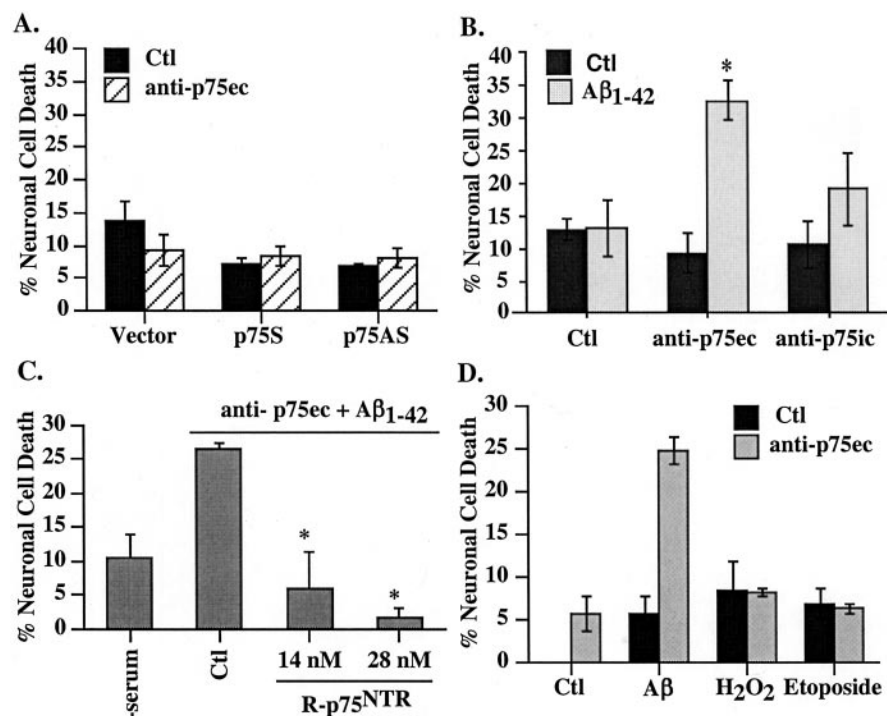 A.
% Neuronal Cell Death
40
35
30
25
20
15
10
5
0
Ctl
anti-p75ec
Vector p75S p75AS
B.
% Neuronal Cell Death
40
35
30
25
20
15
10
5
0
Ctl
Aβ1-42
*
Ctl anti-p75ec anti-p75ic
C.
% Neuronal Cell Death
30
25
20
15
10
5
0
anti- p75ec + Aβ1-42
*
*
-serum
Ctl
14 nM 28 nM
R-p75NTR
D.
% Neuronal Cell Death
30
25
20
15
10
5
0
Ctl
anti-p75ec
Ctl Aβ H2O2 Etoposide